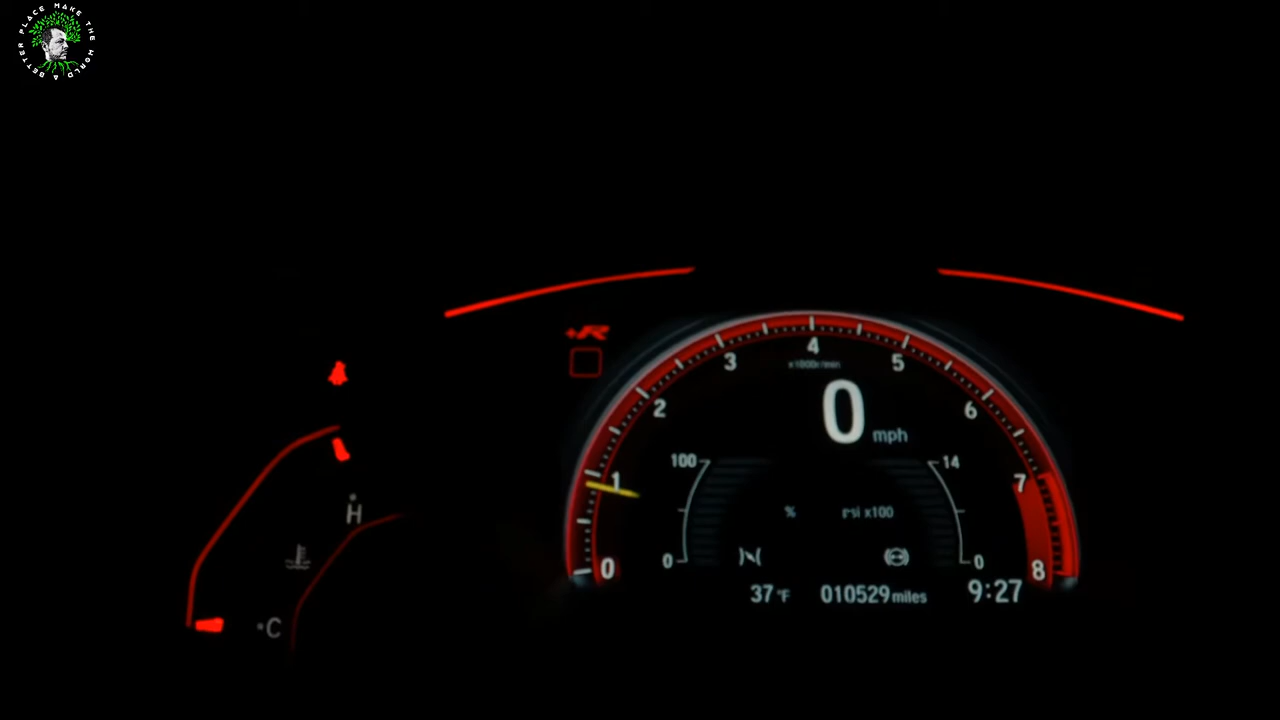 PLACE MAKE THE WORLD A BETTER
+R
4
x1000r/min
3
5
0
mph
2
6
100
14
1
7
%
psi x100
H
0
0
0
8
37°F
010529 miles
9:27
C